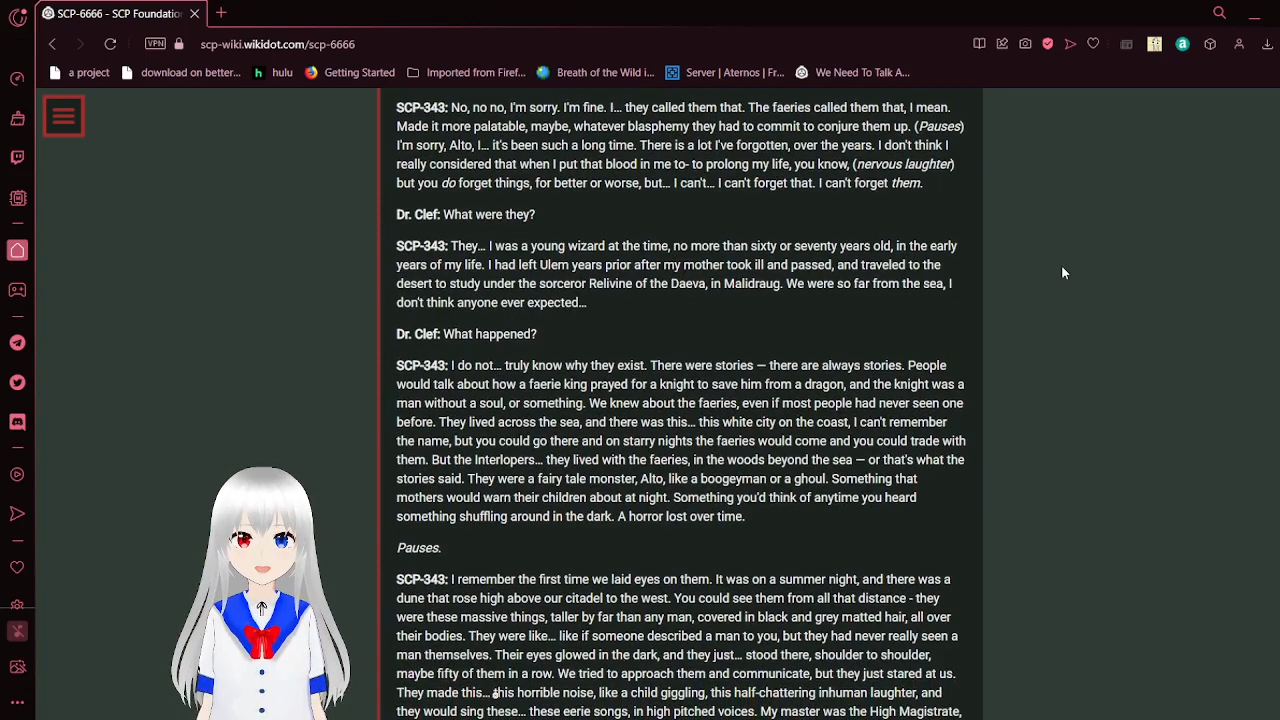 SCP-6666 - SCP Foundatio
scp-wiki.wikidot.com/scp-6666
VPN
a project
download on better...
hulu
Getting Started
Imported from Firef...
Breath of the Wild i...
Server | Aternos | Fr...
We Need To Talk A...
SCP-343: No, no no, I'm sorry. I'm fine. I… they called them that. The faeries called them that, I mean.
Made it more palatable, maybe, whatever blasphemy they had to commit to conjure them up. (Pauses)
I'm sorry, Alto, I… it's been such a long time. There is a lot I've forgotten, over the years. I don't think I
really considered that when I put that blood in me to- to prolong my life, you know, (nervous laughter)
but you do forget things, for better or worse, but… I can't… I can't forget that. I can't forget them.
Dr. Clef: What were they?
SCP-343: They… I was a young wizard at the time, no more than sixty or seventy years old, in the early
years of my life. I had left Ulem years prior after my mother took ill and passed, and traveled to the
desert to study under the sorceror Relivine of the Daeva, in Malidraug. We were so far from the sea, I
don't think anyone ever expected…
Dr. Clef: What happened?
SCP-343: I do not… truly know why they exist. There were stories — there are always stories. People
would talk about how a faerie king prayed for a knight to save him from a dragon, and the knight was a
man without a soul, or something. We knew about the faeries, even if most people had never seen one
before. They lived across the sea, and there was this… this white city on the coast, I can't remember
the name, but you could go there and on starry nights the faeries would come and you could trade with
them. But the Interlopers… they lived with the faeries, in the woods beyond the sea — or that's what the
stories said. They were a fairy tale monster, Alto, like a boogeyman or a ghoul. Something that
mothers would warn their children about at night. Something you'd think of anytime you heard
something shuffling around in the dark. A horror lost over time.
Pauses.
SCP-343: I remember the first time we laid eyes on them. It was on a summer night, and there was a
dune that rose high above our citadel to the west. You could see them from all that distance - they
were these massive things, taller by far than any man, covered in black and grey matted hair, all over
their bodies. They were like… like if someone described a man to you, but they had never really seen a
man themselves. Their eyes glowed in the dark, and they just… stood there, shoulder to shoulder,
maybe fifty of them in a row. We tried to approach them and communicate, but they just stared at us.
They made this… this horrible noise, like a child giggling, this half-chattering inhuman laughter, and
they would sing these… these eerie songs, in high pitched voices. My master was the High Magistrate,